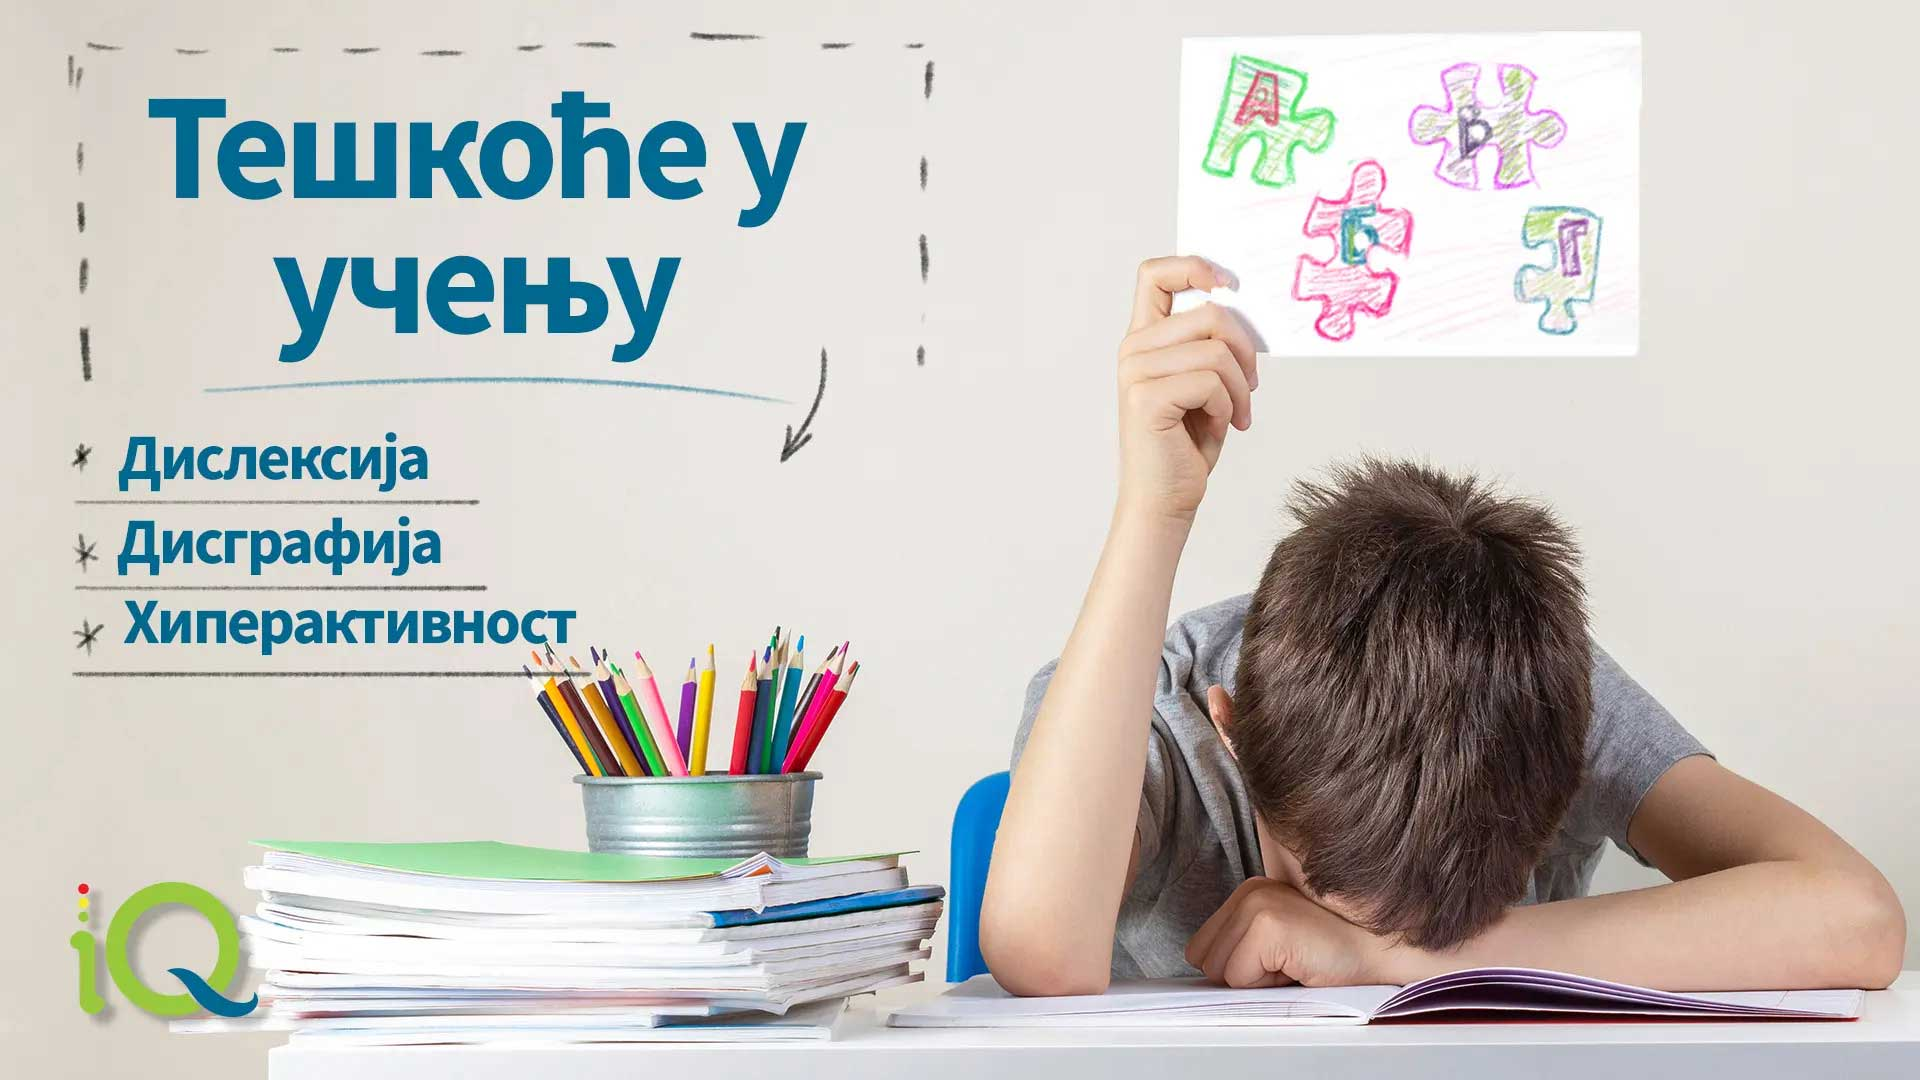 Тешкоће у
учењу
Дислексија
Дисграфија
Хиперактивност
А
В
Б
Г
iQ